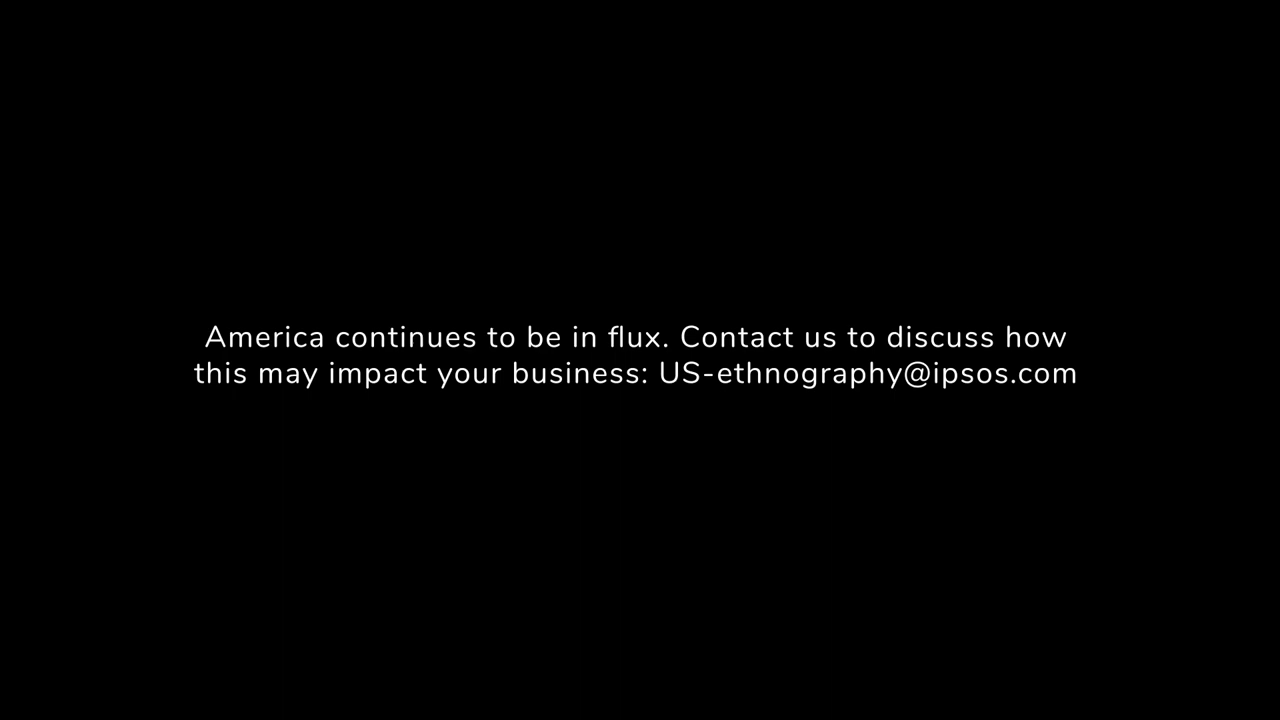 America continues to be in flux. Contact us to discuss how
this may impact your business: US-ethnography@ipsos.com